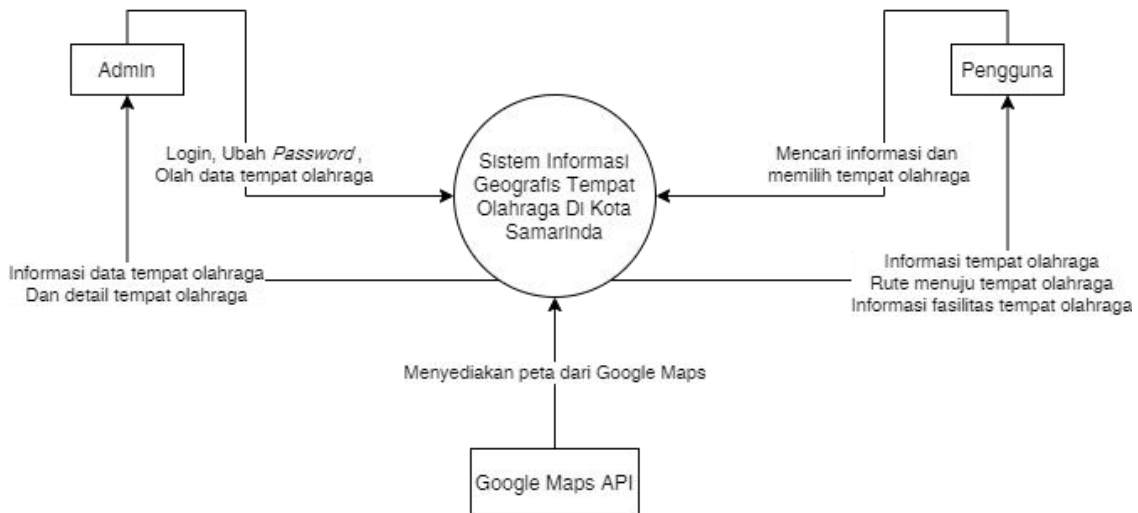 Admin
Pengguna
Login, Ubah Password ,
Olah data tempat olahraga
Sistem Informasi
Geografis Tempat
Olahraga Di Kota
Samarinda
Mencari informasi dan
memilih tempat olahraga
Informasi data tempat olahraga
Dan detail tempat olahraga
Informasi tempat olahraga
Rute menuju tempat olahraga
Informasi fasilitas tempat olahraga
Menyediakan peta dari Google Maps
Google Maps API